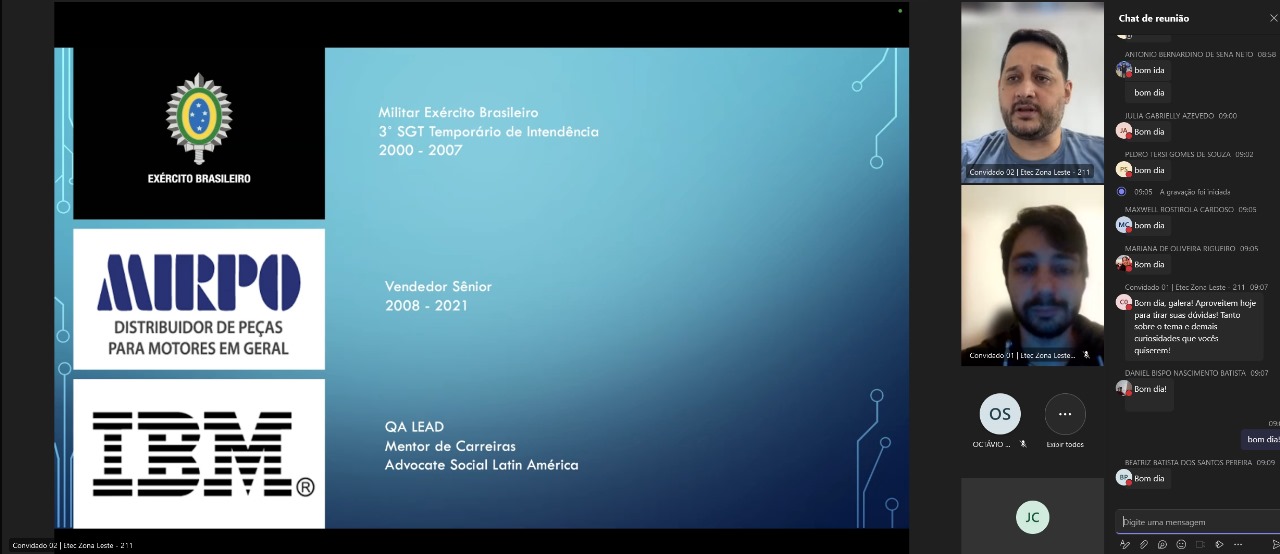 EXÉRCITO BRASILEIRO
Militar Exército Brasileiro
3° SGT Temporário de Intendência
2000 - 2007
MIRPO
DISTRIBUIDOR DE PEÇAS
PARA MOTORES EM GERAL
Vendedor Sênior
2008 - 2021
IBM®
QA LEAD
Mentor de Carreiras
Advocate Social Latin América
Convidado 02 | Etec Zona Leste - 211
Convidado 02 | Etec Zona Leste - 211
Convidado 01 | Etec Zona Leste...
OS
OCTÁVIO ...
Exibir todos
JC
Chat de reunião
ANTONIO BERNARDINO DE SENA NETO 08:58
bom ida
bom dia
JULIA GABRIELLY AZEVEDO 09:00
JA
Bom dia
PEDRO TERSI GOMES DE SOUZA 09:02
PS
bom dia
09:05 A gravação foi iniciada
MAXWELL ROSTIROLA CARDOSO 09:05
MC
bom dia
MARIANA DE OLIVEIRA RIGUEIRO 09:05
Bom dia
Convidado 01 | Etec Zona Leste - 211 09:07
Bom dia, galera! Aproveitem hoje
para tirar suas dúvidas! Tanto
sobre o tema e demais
curiosidades que vocês
quiserem!
DANIEL BISPO NASCIMENTO BATISTA 09:07
Bom dia!
bom dia!
BEATRIZ BATISTA DOS SANTOS PEREIRA 09:09
BP
Bom dia
Digite uma mensagem